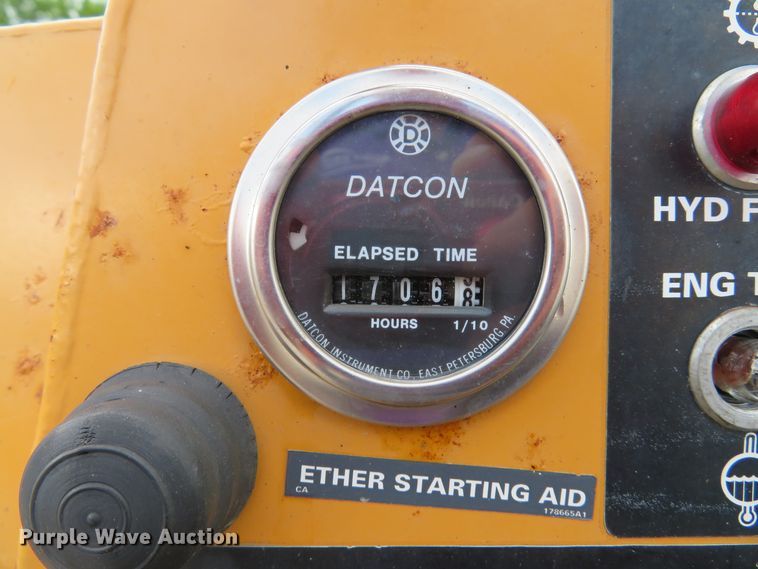 D
DATCON
ELAPSED TIME
1706
HOURS 1/10
DATCON INSTRUMENT CO., EAST PETERSBURG PA.
HYD F
ENG T
ETHER STARTING AID
CA
178665A1
Purple Wave Auction